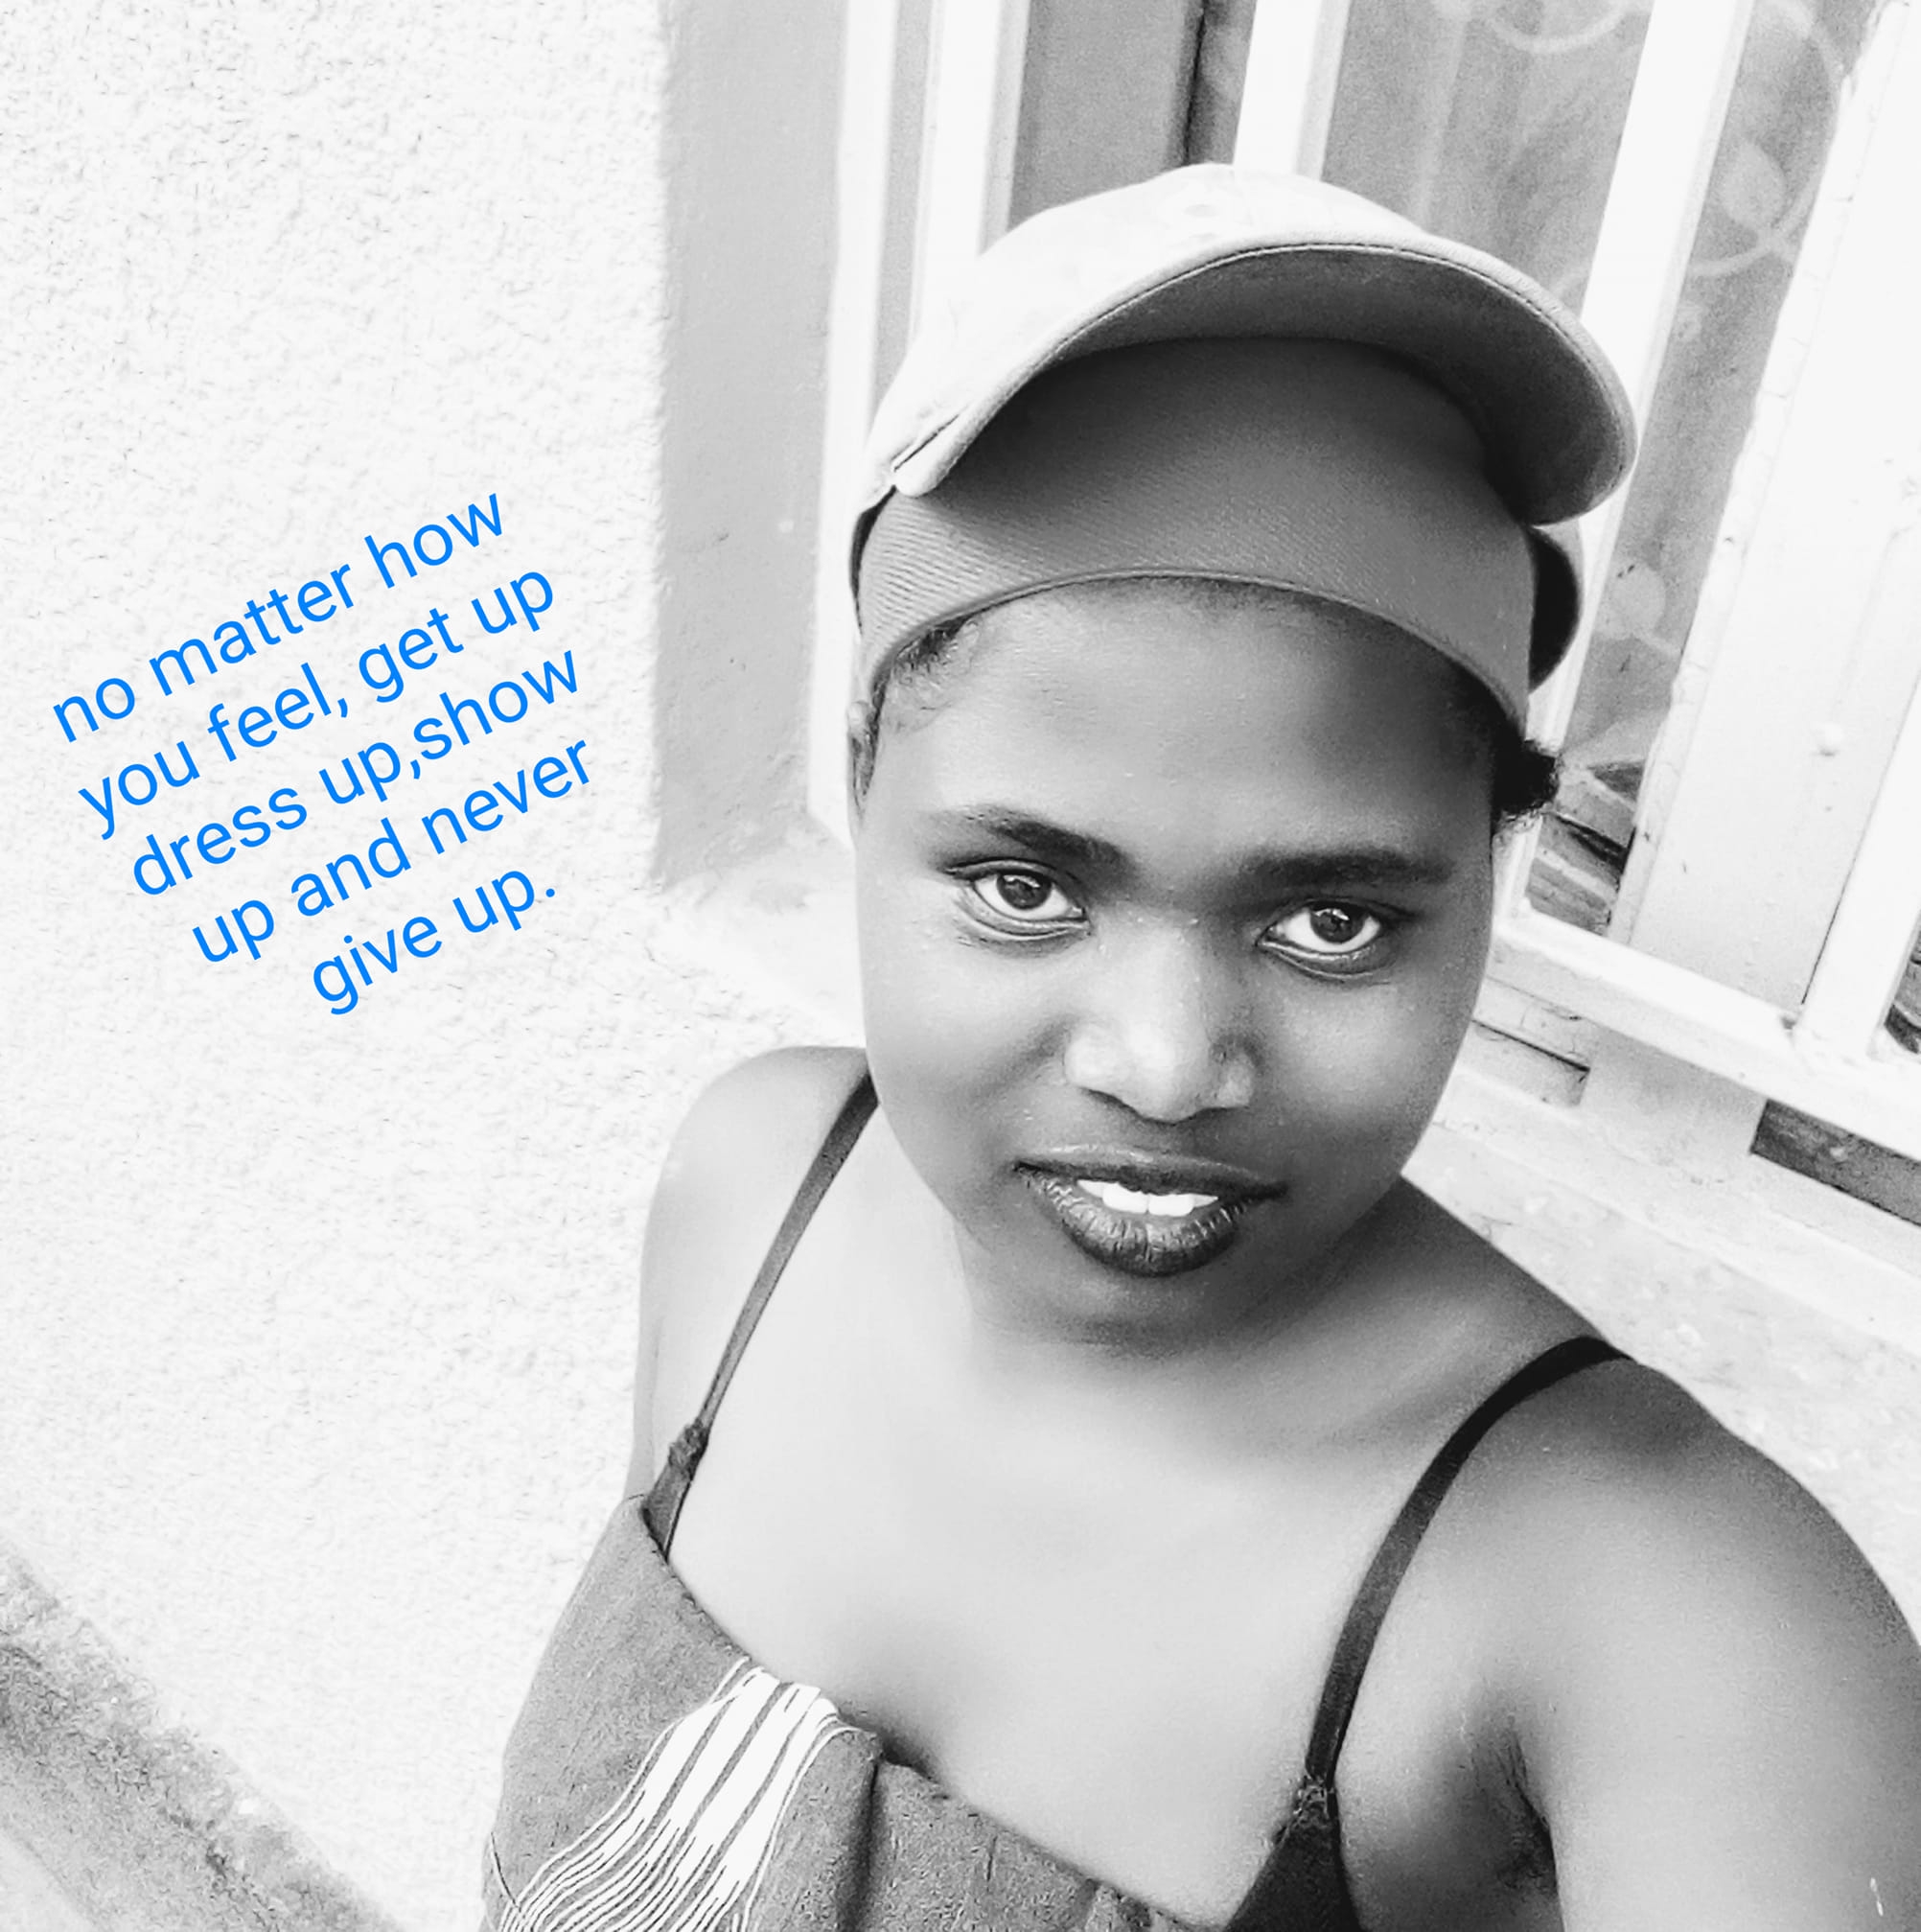 no matter how
you feel, get up
dress up,show
up and never
give up.